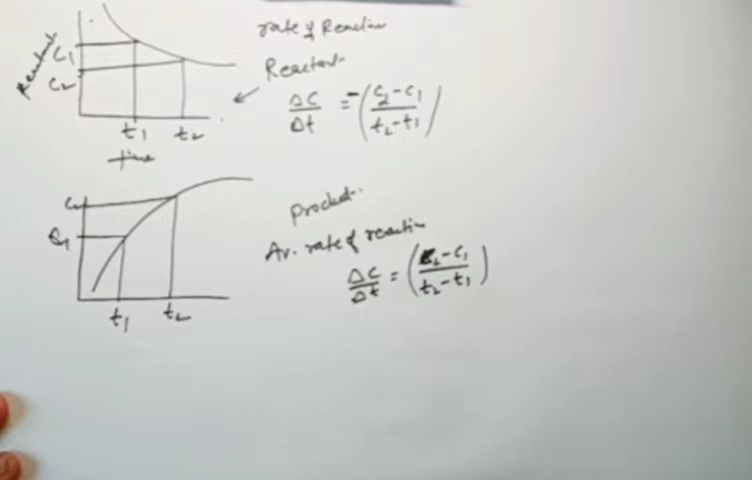 rate of Reaction
Reactant
C1
C2
Reactant
ΔC/Δt = -(C2-C1/t2-t1)
t1 t2
time
Product
C2
C1
Av. rate of reaction
ΔC/Δt = (C2-C1/t2-t1)
t1 t2